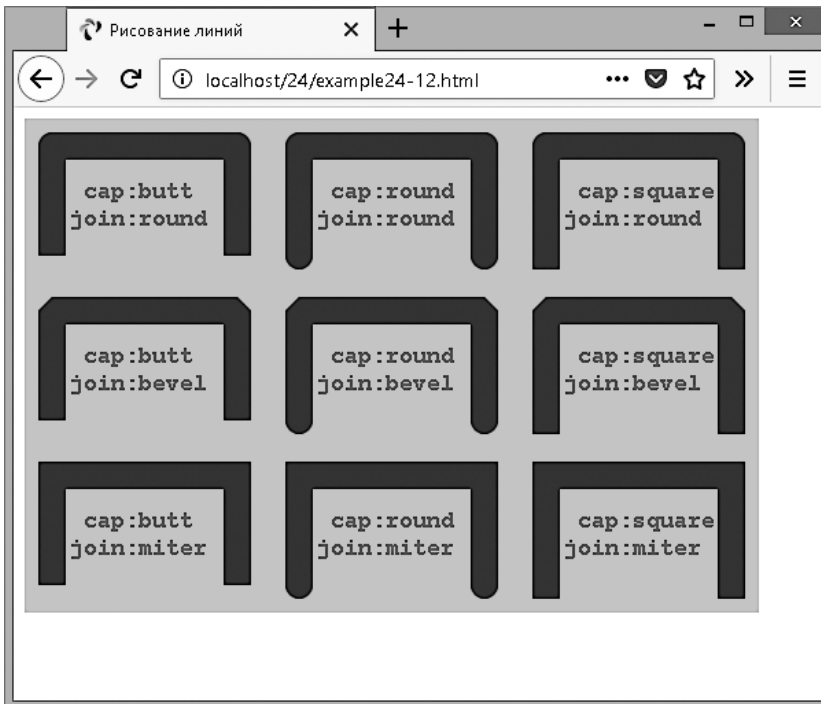 Рисование линий
localhost/24/example24-12.html
cap:butt cap:round cap:square
join:round join:round join:round
cap:butt cap:round cap:square
join:bevel join:bevel join:bevel
cap:butt cap:round cap:square
join:miter join:miter join:miter